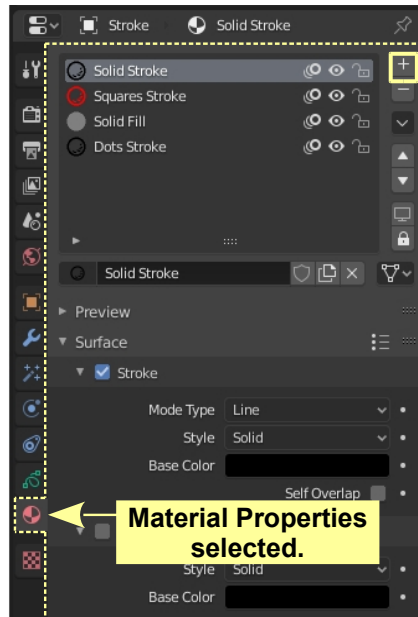 Stroke Solid Stroke
Solid Stroke
Squares Stroke
Solid Fill
Dots Stroke
Solid Stroke
Preview
Surface
Stroke
Mode Type Line
Style Solid
Base Color
Self Overlap
Material Properties
selected.
Style Solid
Base Color